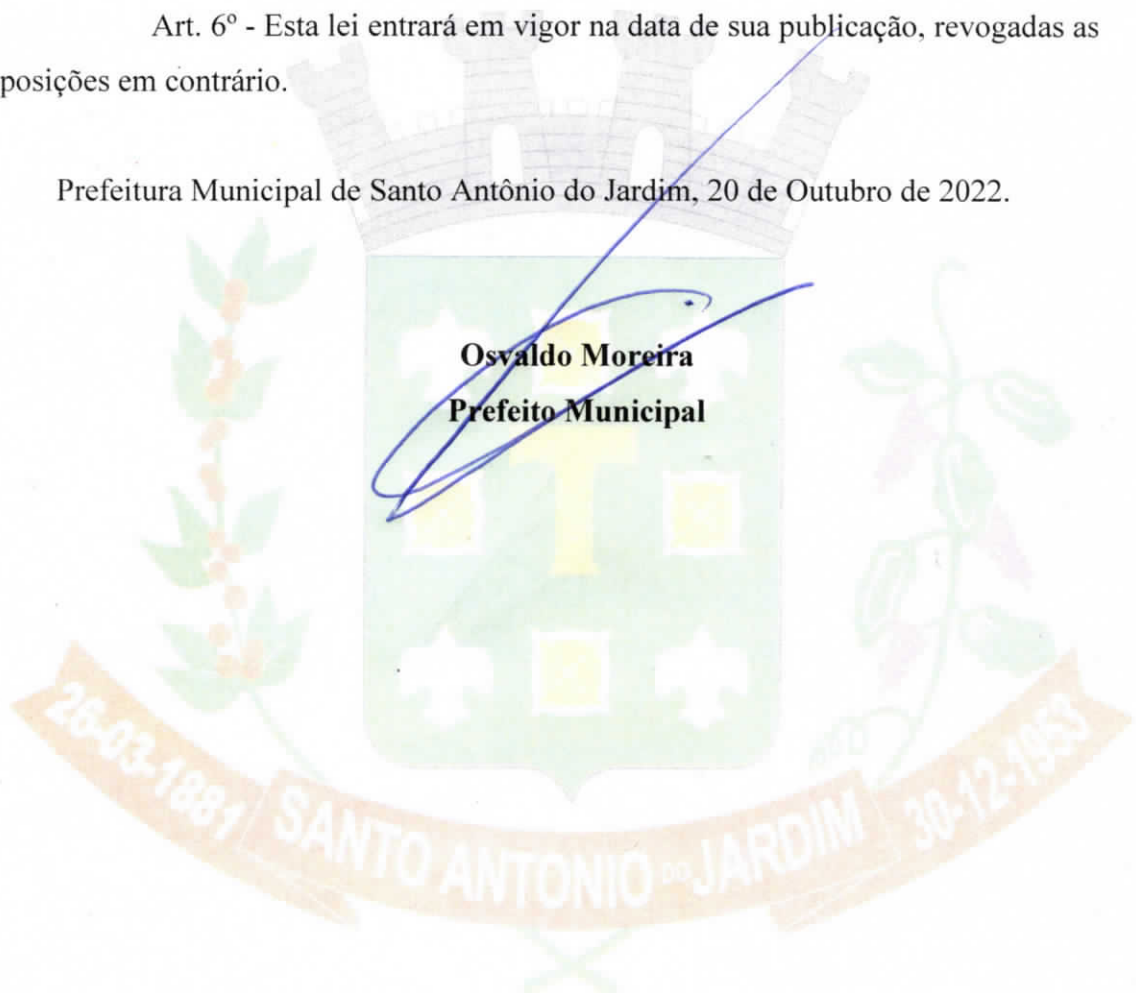 Art. 6º - Esta lei entrará em vigor na data de sua publicação, revogadas as
posições em contrário.
Prefeitura Municipal de Santo Antônio do Jardim, 20 de Outubro de 2022.
Osvaldo Moreira
Prefeito Municipal
26-03-1881
SANTO ANTONIO DO JARDIM
30-12-1953